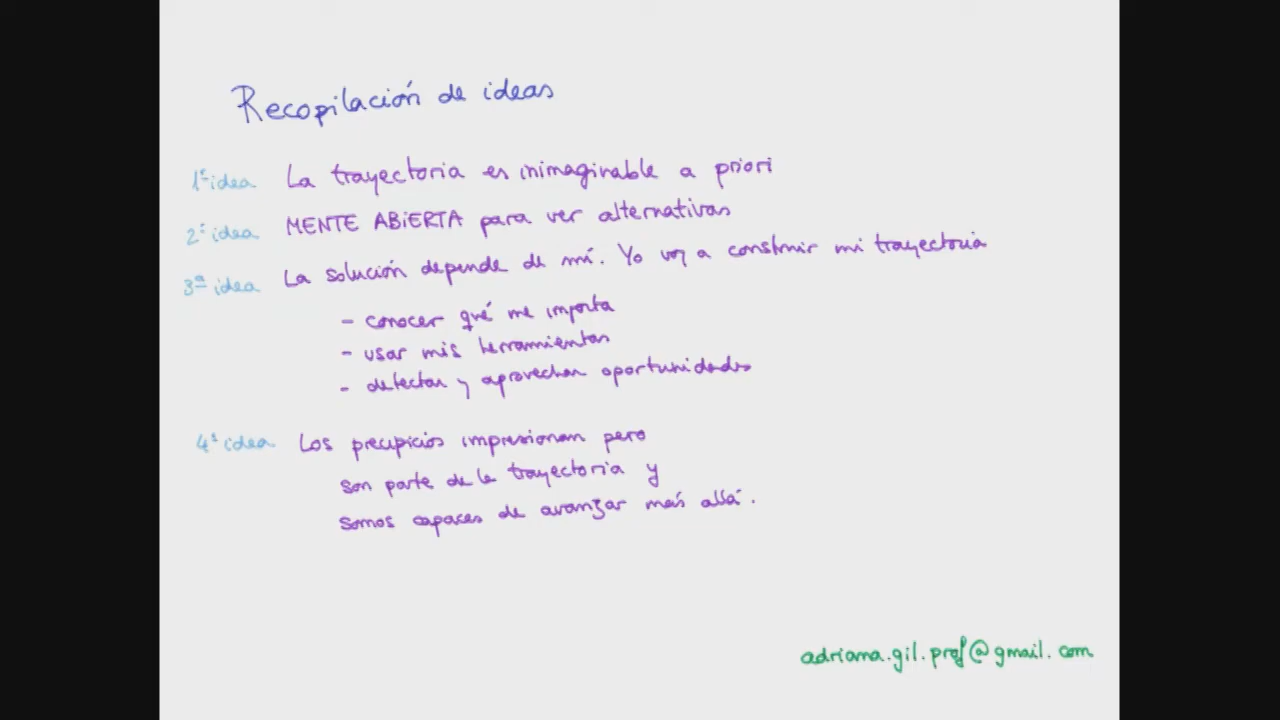 Recopilación de ideas
1ª idea La trayectoria es inimaginable a priori
2ª idea MENTE ABIERTA para ver alternativas
3ª idea La solución depende de mí. Yo voy a construir mi trayectoria
- conocer qué me importa
- usar mis herramientas
- detectar y aprovechar oportunidades
4ª idea Los precipicios impresionan pero
son parte de la trayectoria y
somos capaces de avanzar más allá.
adriana.gil.prof@gmail.com